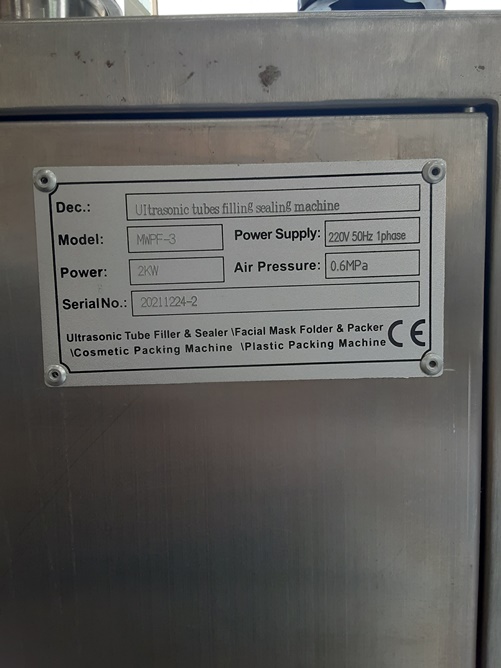 Dec.: Ultrasonic tubes filling sealing machine
Model: MWPF-3 Power Supply: 220V 50Hz 1phase
Power: 2KW Air Pressure: 0.6MPa
Serial No.: 20211224-2
Ultrasonic Tube Filler & Sealer \Facial Mask Folder & Packer
\Cosmetic Packing Machine \Plastic Packing Machine CE